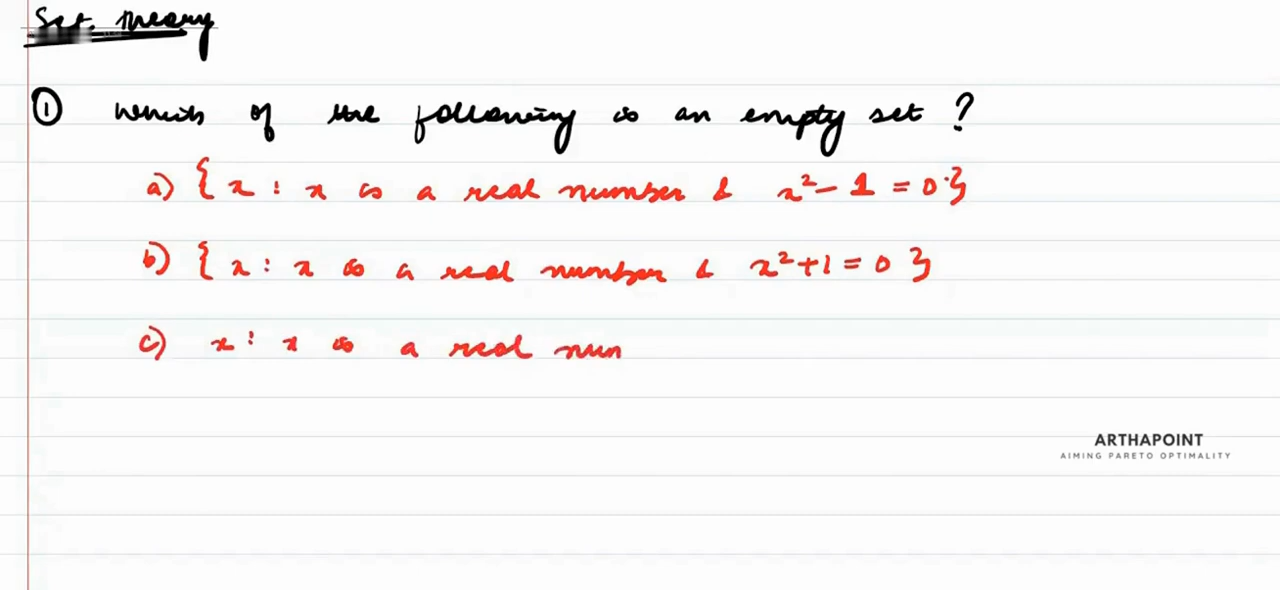 Set theory
① which of the following is an empty set ?
a) { x : x is a real number & x² - 1 = 0. }
b) { x : x is a real number & x² + 1 = 0 }
c) x : x is a real num
ARTHAPOINT
AIMING PARETO OPTIMALITY